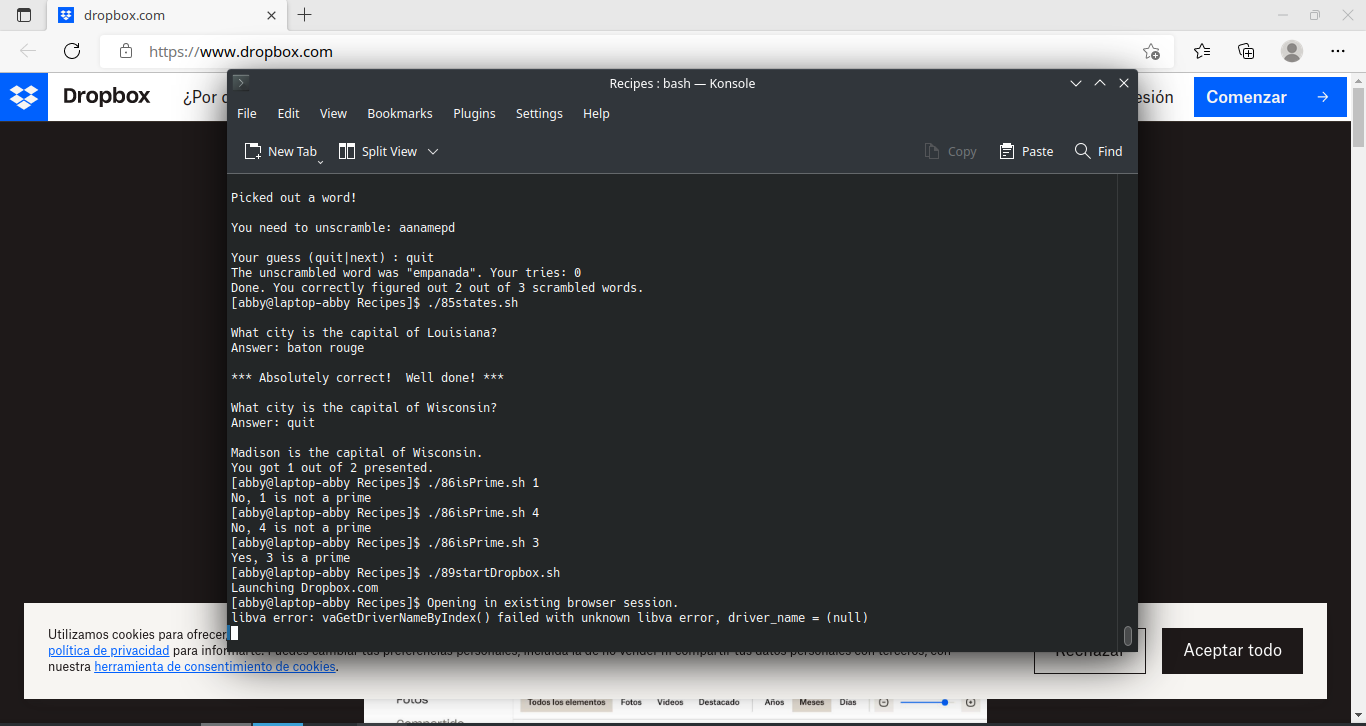 dropbox.com
https://www.dropbox.com
Dropbox
¿Por
esión
Comenzar
Recipes : bash — Konsole
File Edit View Bookmarks Plugins Settings Help
New Tab Split View Copy Paste Find
Picked out a word!
You need to unscramble: aanamepd
Your guess (quit|next) : quit
The unscrambled word was "empanada". Your tries: 0
Done. You correctly figured out 2 out of 3 scrambled words.
[abby@laptop-abby Recipes]$ ./85states.sh
What city is the capital of Louisiana?
Answer: baton rouge
*** Absolutely correct!  Well done! ***
What city is the capital of Wisconsin?
Answer: quit
Madison is the capital of Wisconsin.
You got 1 out of 2 presented.
[abby@laptop-abby Recipes]$ ./86isPrime.sh 1
No, 1 is not a prime
[abby@laptop-abby Recipes]$ ./86isPrime.sh 4
No, 4 is not a prime
[abby@laptop-abby Recipes]$ ./86isPrime.sh 3
Yes, 3 is a prime
[abby@laptop-abby Recipes]$ ./89startDropbox.sh
Launching Dropbox.com
[abby@laptop-abby Recipes]$ Opening in existing browser session.
libva error: vaGetDriverNameByIndex() failed with unknown libva error, driver_name = (null)
Utilizamos cookies para ofrecer
política de privacidad para
nuestra herramienta de consentimiento de cookies.
Rechazar
Aceptar todo
Fotos
Todos los elementos Fotos Videos Destacado Años Meses Días
Compartido